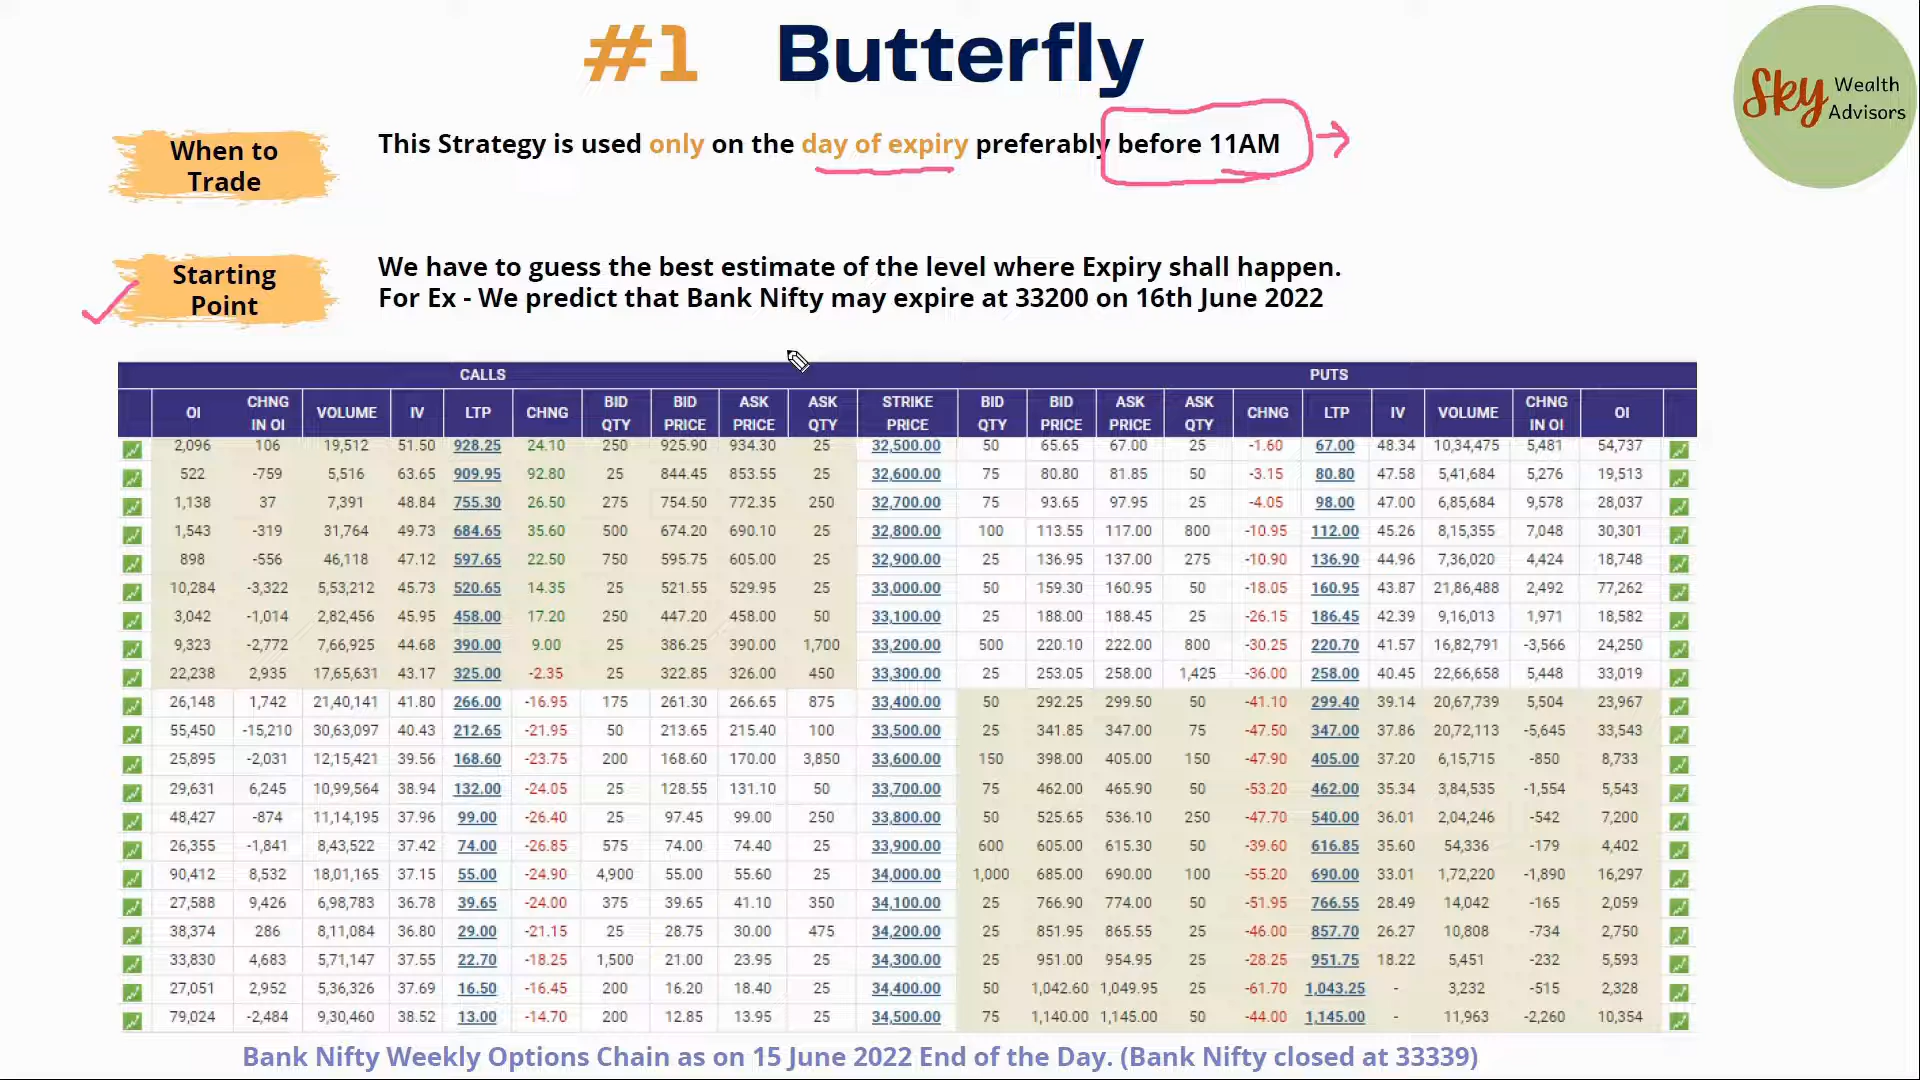 #1 Butterfly
Sky Wealth
Advisors
When to
Trade
This Strategy is used only on the day of expiry preferably before 11AM
Starting
Point
We have to guess the best estimate of the level where Expiry shall happen.
For Ex - We predict that Bank Nifty may expire at 33200 on 16th June 2022
CALLS PUTS
OI CHNG IN OI VOLUME IV LTP CHNG BID QTY BID PRICE ASK PRICE ASK QTY STRIKE PRICE BID QTY BID PRICE ASK PRICE ASK QTY CHNG LTP IV VOLUME CHNG IN OI OI
2,096 106 19,512 51.50 928.25 24.10 250 925.90 934.30 25 32,500.00 50 65.65 67.00 25 -1.60 67.00 48.34 10,34,475 5,481 54,737
522 -759 5,516 63.65 909.95 92.80 25 844.45 853.55 25 32,600.00 75 80.80 81.85 50 -3.15 80.80 47.58 5,41,684 5,276 19,513
1,138 37 7,391 48.84 755.30 26.50 275 754.50 772.35 250 32,700.00 75 93.65 97.95 25 -4.05 98.00 47.00 6,85,684 9,578 28,037
1,543 -319 31,764 49.73 684.65 35.60 500 674.20 690.10 25 32,800.00 100 113.55 117.00 800 -10.95 112.00 45.26 8,15,355 7,048 30,301
898 -556 46,118 47.12 597.65 22.50 750 595.75 605.00 25 32,900.00 25 136.95 137.00 275 -10.90 136.90 44.96 7,36,020 4,424 18,748
10,284 -3,322 5,53,212 45.73 520.65 14.35 25 521.55 529.95 25 33,000.00 50 159.30 160.95 50 -18.05 160.95 43.87 21,86,488 2,492 77,262
3,042 -1,014 2,82,456 45.95 458.00 17.20 250 447.20 458.00 50 33,100.00 25 188.00 188.45 25 -26.15 186.45 42.39 9,16,013 1,971 18,582
9,323 -2,772 7,66,925 44.68 390.00 9.00 25 386.25 390.00 1,700 33,200.00 500 220.10 222.00 800 -30.25 220.70 41.57 16,82,791 -3,566 24,250
22,238 2,935 17,65,631 43.17 325.00 -2.35 25 322.85 326.00 450 33,300.00 25 253.05 258.00 1,425 -36.00 258.00 40.45 22,66,658 5,448 33,019
26,148 1,742 21,40,141 41.80 266.00 -16.95 175 261.30 266.65 875 33,400.00 50 292.25 299.50 50 -41.10 299.40 39.14 20,67,739 5,504 23,967
55,450 -15,210 30,63,097 40.43 212.65 -21.95 50 213.65 215.40 100 33,500.00 25 341.85 347.00 75 -47.50 347.00 37.86 20,72,113 -5,645 33,543
25,895 -2,031 12,15,421 39.56 168.60 -23.75 200 168.60 170.00 3,850 33,600.00 150 398.00 405.00 150 -47.90 405.00 37.20 6,15,715 -850 8,733
29,631 6,245 10,99,564 38.94 132.00 -24.05 25 128.55 131.10 50 33,700.00 75 462.00 465.90 50 -53.20 462.00 35.34 3,84,535 -1,554 5,543
48,427 -874 11,14,195 37.96 99.00 -26.40 25 97.45 99.00 250 33,800.00 50 525.65 536.10 250 -47.70 540.00 36.01 2,04,246 -542 7,200
26,355 -1,841 8,43,522 37.42 74.00 -26.85 575 74.00 74.40 25 33,900.00 600 605.00 615.30 50 -39.60 616.85 35.60 54,336 -179 4,402
90,412 8,532 18,01,165 37.15 55.00 -24.90 4,900 55.00 55.60 25 34,000.00 1,000 685.00 690.00 100 -55.20 690.00 33.01 1,72,220 -1,890 16,297
27,588 9,426 6,98,783 36.78 39.65 -24.00 375 39.65 41.10 350 34,100.00 25 766.90 774.00 50 -51.95 766.55 28.49 14,042 -165 2,059
38,374 286 8,11,084 36.80 29.00 -21.15 25 28.75 30.00 475 34,200.00 25 851.95 865.55 25 -46.00 857.70 26.27 10,808 -734 2,750
33,830 4,683 5,71,147 37.55 22.70 -18.25 1,500 21.00 23.95 25 34,300.00 25 951.00 954.95 25 -28.25 951.75 18.22 5,451 -232 5,593
27,051 2,952 5,36,326 37.69 16.50 -16.45 200 16.20 18.40 25 34,400.00 50 1,042.60 1,049.95 25 -61.70 1,043.25 - 3,232 -515 2,328
79,024 -2,484 9,30,460 38.52 13.00 -14.70 200 12.85 13.95 25 34,500.00 75 1,140.00 1,145.00 50 -44.00 1,145.00 - 11,963 -2,260 10,354
Bank Nifty Weekly Options Chain as on 15 June 2022 End of the Day. (Bank Nifty closed at 33339)